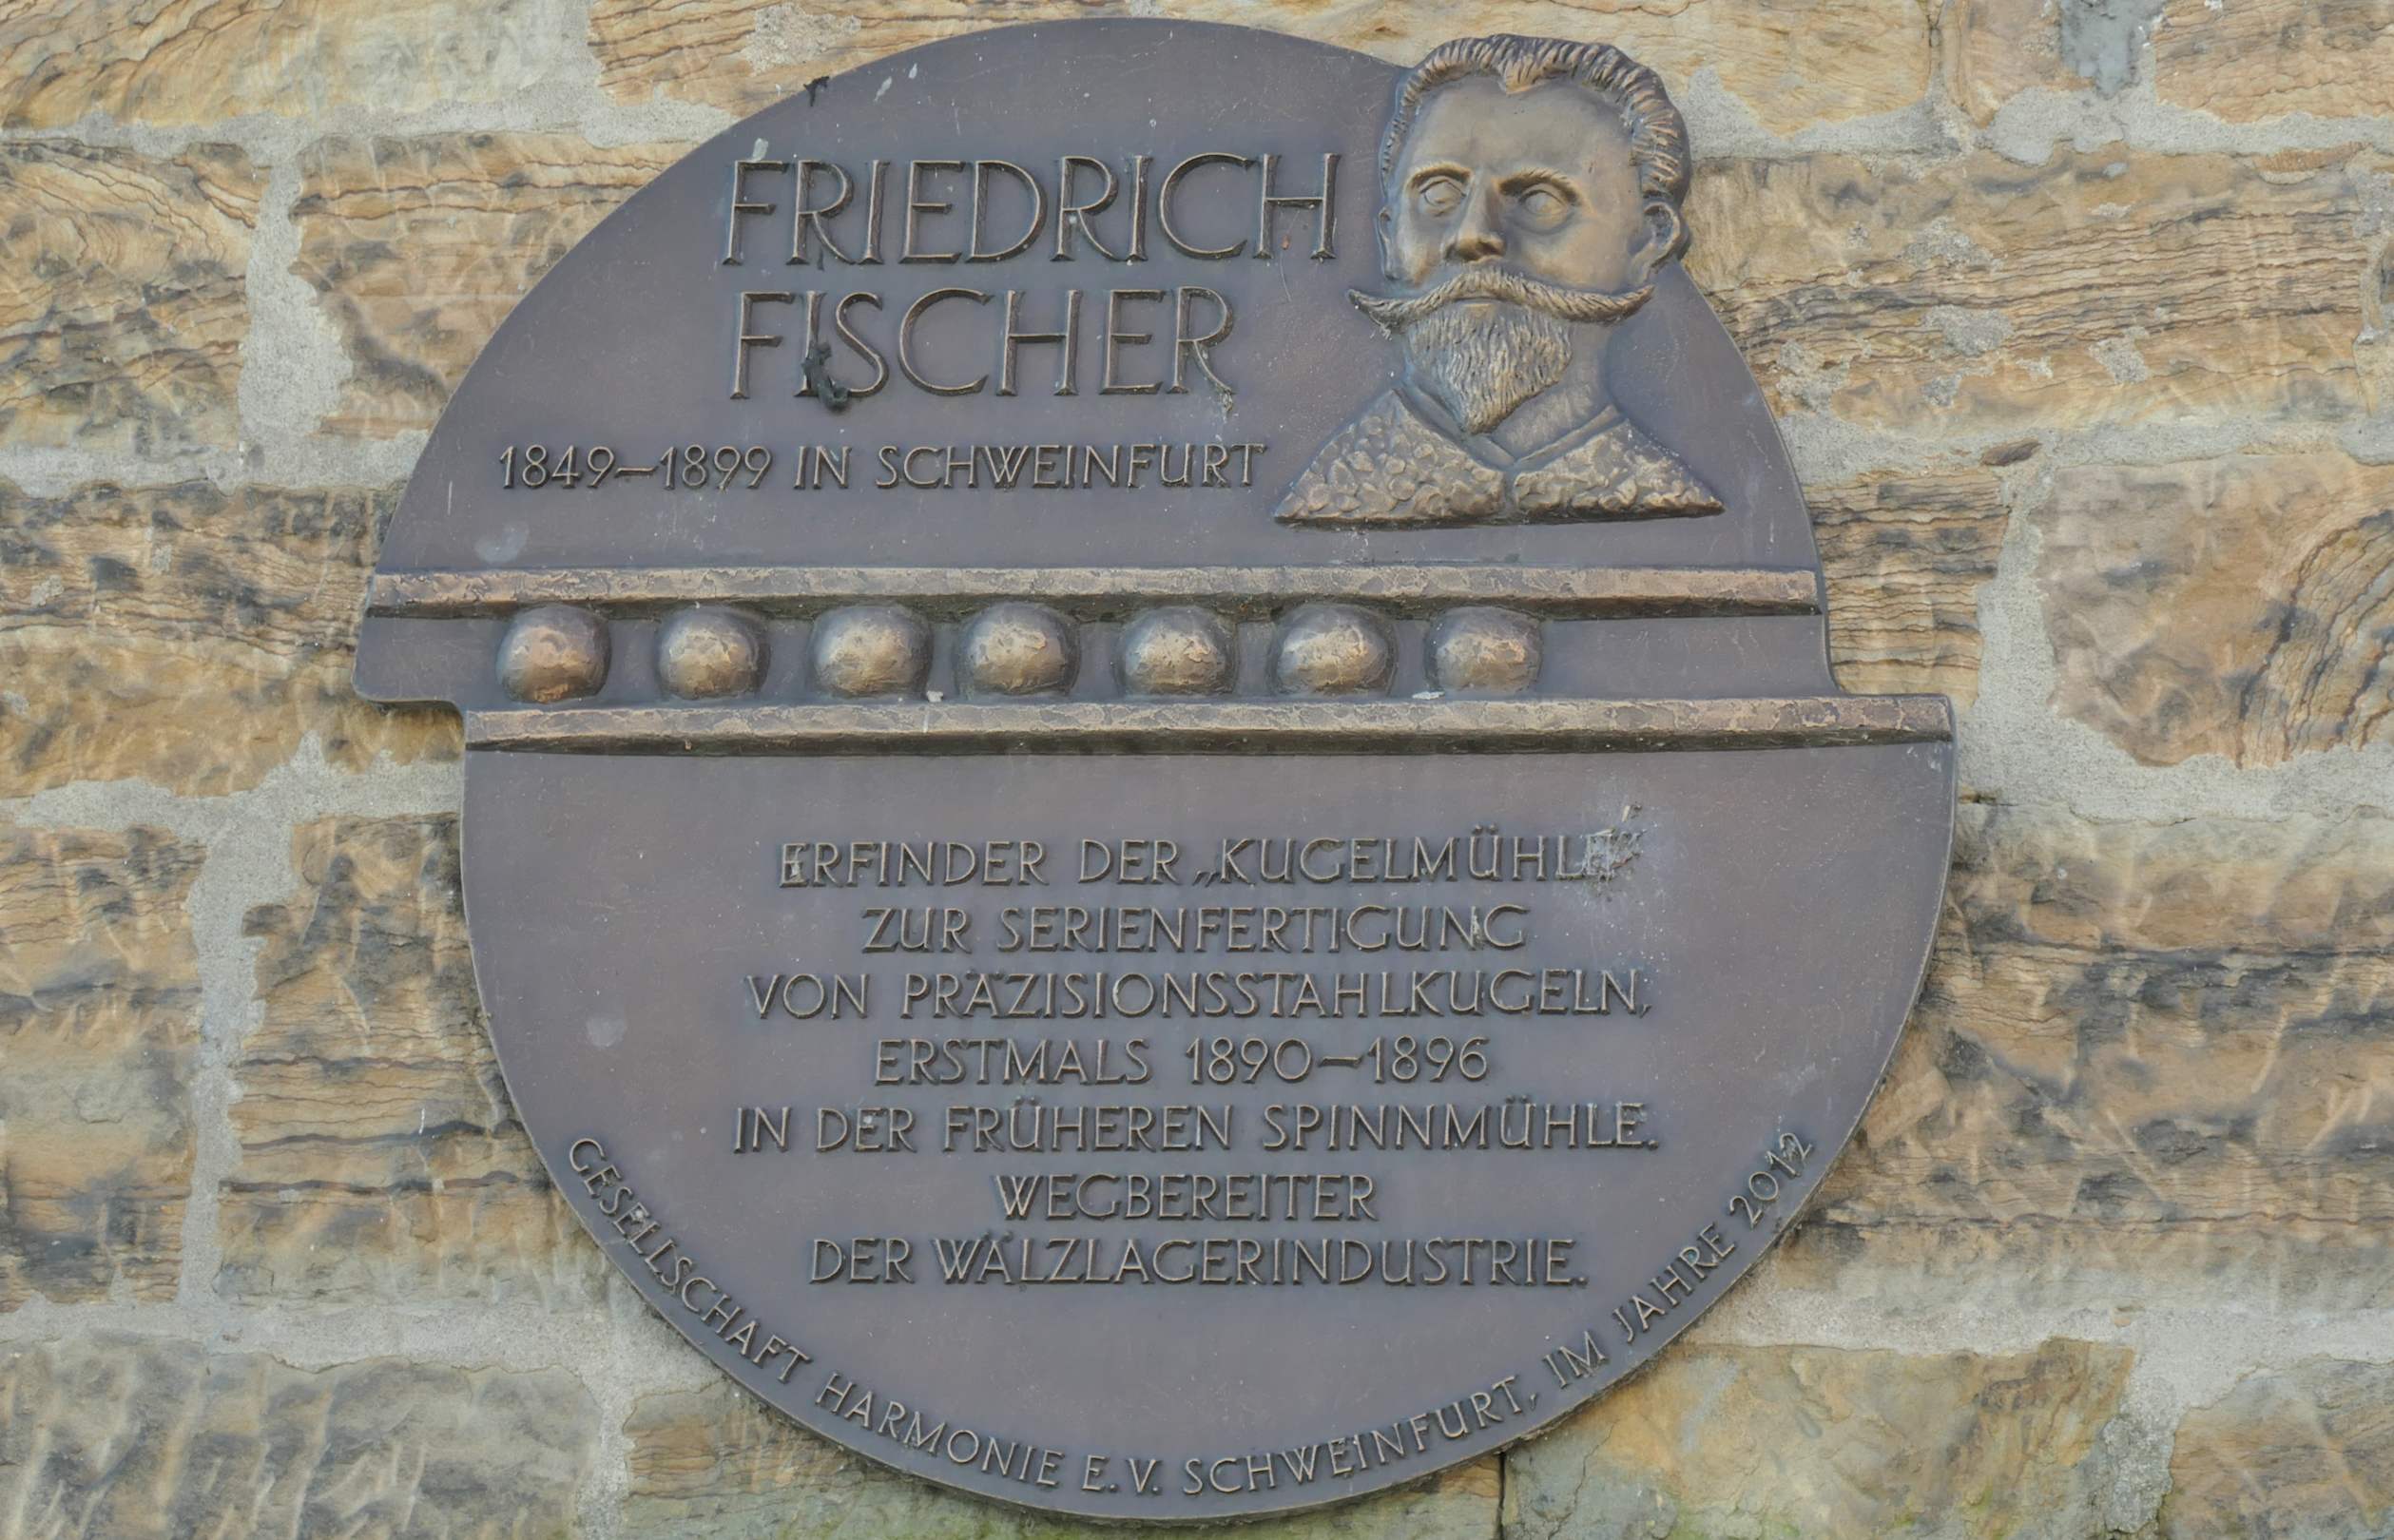 FRIEDRICH
FISCHER
1849–1899 IN SCHWEINFURT
ERFINDER DER „KUGELMÜHLE"
ZUR SERIENFERTIGUNG
VON PRÄZISIONSSTAHLKUGELN,
ERSTMALS 1890–1896
IN DER FRÜHEREN SPINNMÜHLE.
WEGBEREITER
DER WÄLZLAGERINDUSTRIE.
GESELLSCHAFT HARMONIE E.V. SCHWEINFURT, IM JAHRE 2012